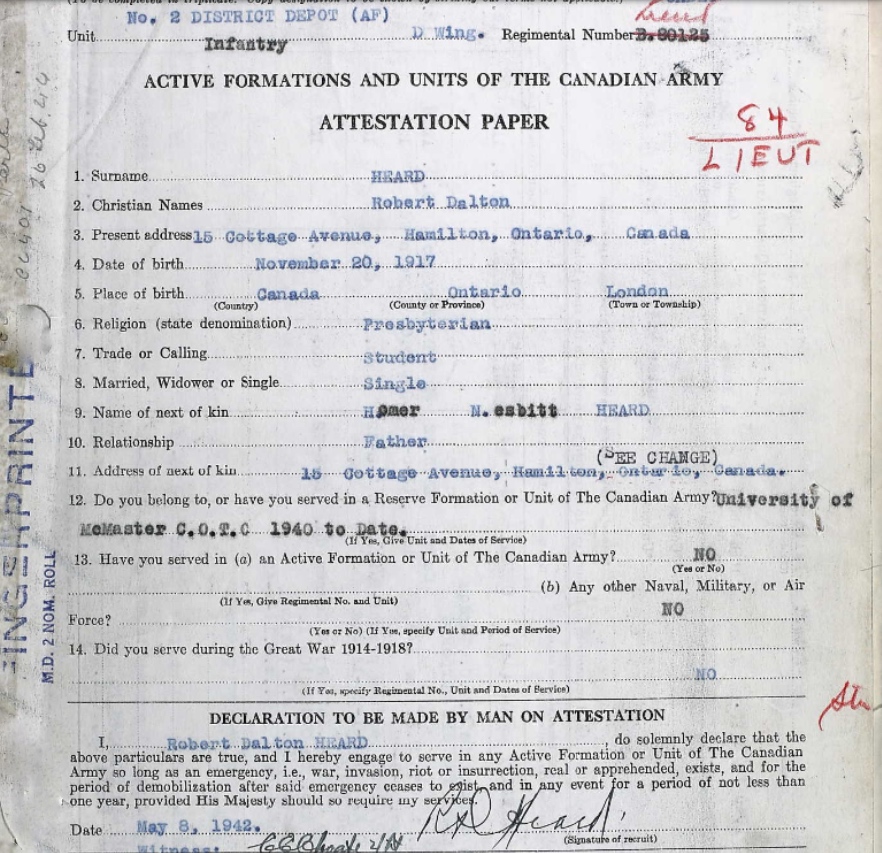 Lieut
No. 2 DISTRICT DEPOT (AF)
Unit Infantry D Wing. Regimental Number B.80125
ACTIVE FORMATIONS AND UNITS OF THE CANADIAN ARMY
ATTESTATION PAPER
84
LIEUT
1. Surname HEARD
2. Christian Names Robert Dalton
3. Present address 15 Cottage Avenue, Hamilton, Ontario, Canada
4. Date of birth November 20, 1917
5. Place of birth Canada Ontario London
(Country) (County or Province) (Town or Township)
6. Religion (state denomination) Presbyterian
7. Trade or Calling Student
8. Married, Widower or Single Single
9. Name of next of kin Homer N.esbitt HEARD
10. Relationship Father
(SEE CHANGE)
11. Address of next of kin 15 Cottage Avenue, Hamilton, Ontario, Canada.
12. Do you belong to, or have you served in a Reserve Formation or Unit of The Canadian Army? University of
McMaster C.O.T.C 1940 to Date.
(If Yes, Give Unit and Dates of Service)
13. Have you served in (a) an Active Formation or Unit of The Canadian Army? NO
(Yes or No)
(b) Any other Naval, Military, or Air
(If Yes, Give Regimental No. and Unit)
Force? NO
(Yes or No) (If Yes, specify Unit and Period of Service)
14. Did you serve during the Great War 1914-1918?
NO
(If Yes, specify Regimental No., Unit and Dates of Service)
DECLARATION TO BE MADE BY MAN ON ATTESTATION
I, Robert Dalton HEARD, do solemnly declare that the
above particulars are true, and I hereby engage to serve in any Active Formation or Unit of The Canadian
Army so long as an emergency, i.e., war, invasion, riot or insurrection, real or apprehended, exists, and for the
period of demobilization after said emergency ceases to exist, and in any event for a period of not less than
one year, provided His Majesty should so require my services.
Date May 8, 1942. R D Heard
(Signature of recruit)
Witness:
INGERPRINTE
M.D. 2 NOM. ROLL